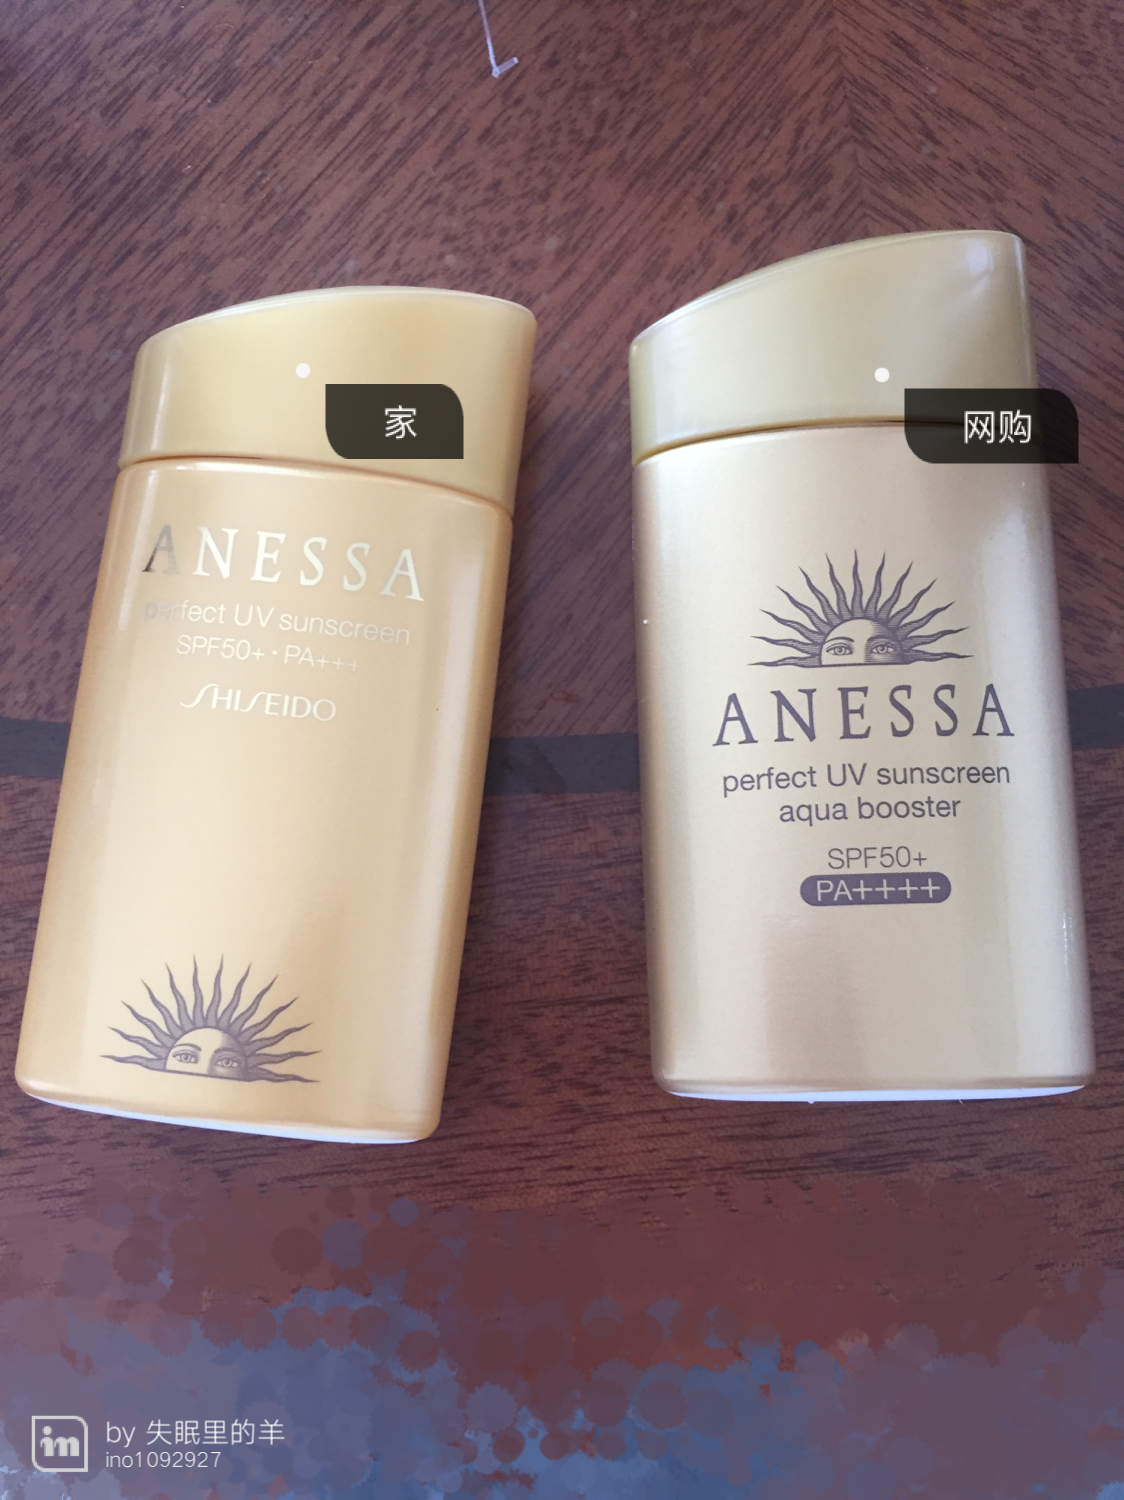 家
ANESSA
perfect UV sunscreen
SPF50+・PA+++
SHISEIDO
网购
ANESSA
perfect UV sunscreen
aqua booster
SPF50+
PA++++
im
by 失眠里的羊
ino1092927